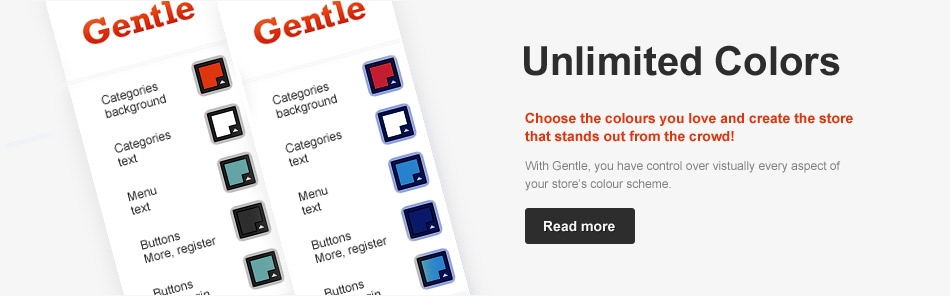 Gentle
Categories
background
Categories
text
Menu
text
Buttons
More, register
Buttons
Gentle
Categories
background
Categories
text
Menu
text
Buttons
More, register
Buttons
Unlimited Colors
Choose the colours you love and create the store
that stands out from the crowd!
With Gentle, you have control over vistually every aspect of
your store's colour scheme.
Read more